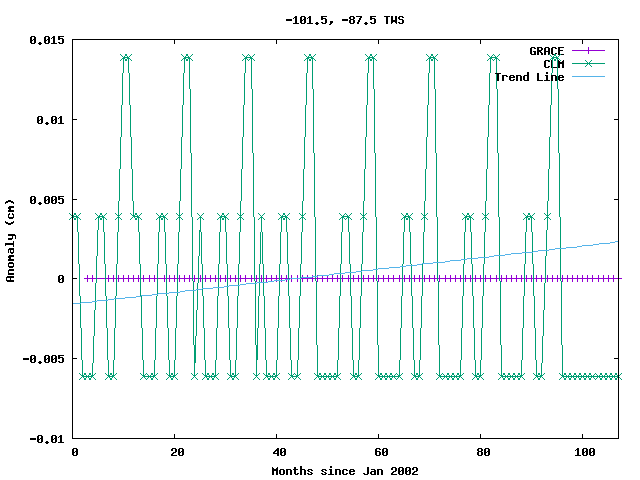 -101.5, -87.5 TWS
0.015
0.01
0.005
0
-0.005
-0.01
Anomaly (cm)
GRACE
CLM
Trend Line
0 20 40 60 80 100
Months since Jan 2002